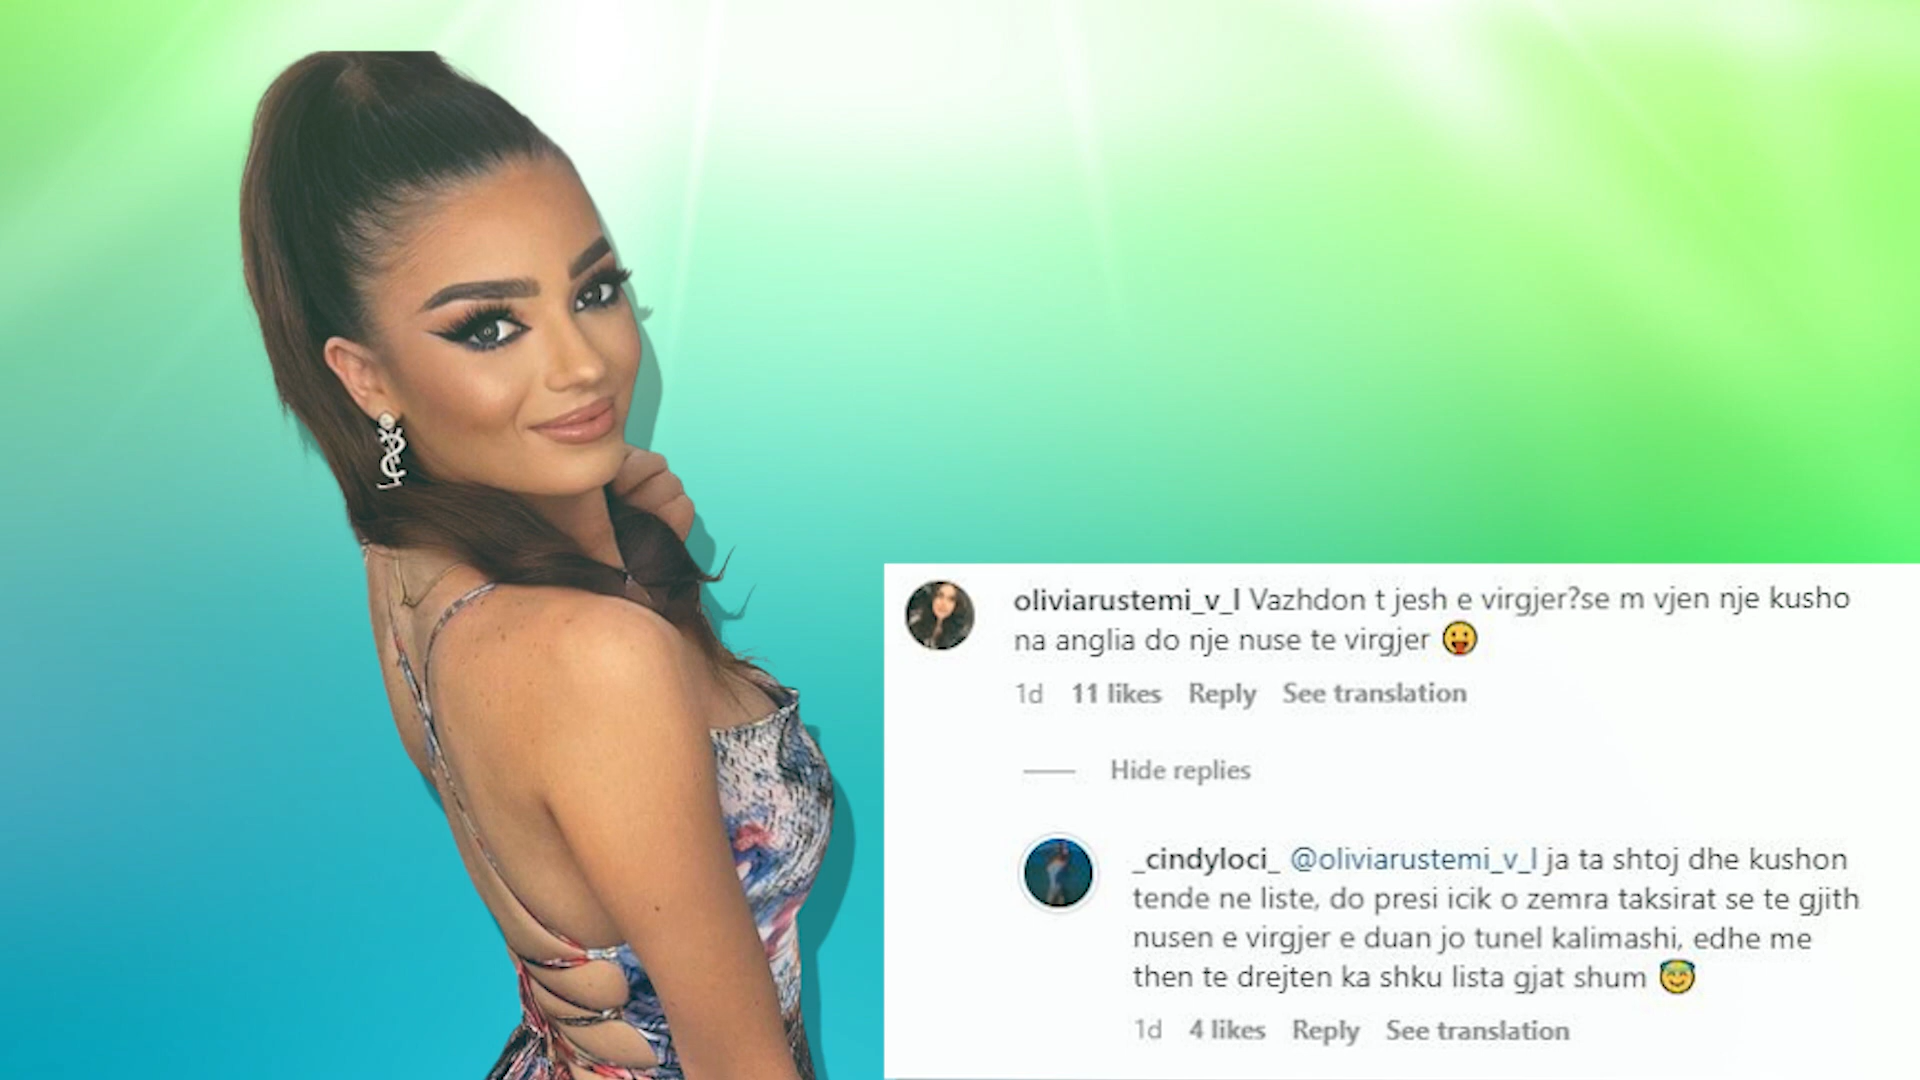 oliviarustemi_v_l Vazhdon t jesh e virgjer?se m vjen nje kusho
na anglia do nje nuse te virgjer
1d 11 likes Reply See translation
Hide replies
_cindyloci_ @oliviarustemi_v_l ja ta shtoj dhe kushon
tende ne liste, do presi icik o zemra taksirat se te gjith
nusen e virgjer e duan jo tunel kalimashi, edhe me
then te drejten ka shku lista gjat shum
1d 4 likes Reply See translation